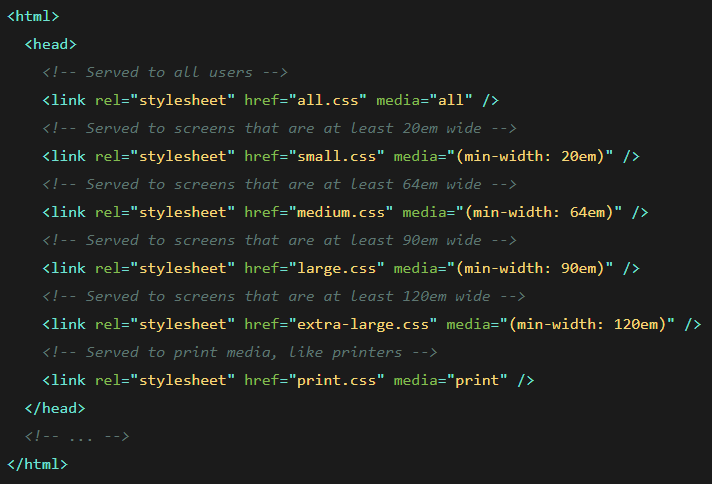 <html>
<head>
<!-- Served to all users -->
<link rel="stylesheet" href="all.css" media="all" />
<!-- Served to screens that are at least 20em wide -->
<link rel="stylesheet" href="small.css" media="(min-width: 20em)" />
<!-- Served to screens that are at least 64em wide -->
<link rel="stylesheet" href="medium.css" media="(min-width: 64em)" />
<!-- Served to screens that are at least 90em wide -->
<link rel="stylesheet" href="large.css" media="(min-width: 90em)" />
<!-- Served to screens that are at least 120em wide -->
<link rel="stylesheet" href="extra-large.css" media="(min-width: 120em)" />
<!-- Served to print media, like printers -->
<link rel="stylesheet" href="print.css" media="print" />
</head>
<!-- ... -->
</html>